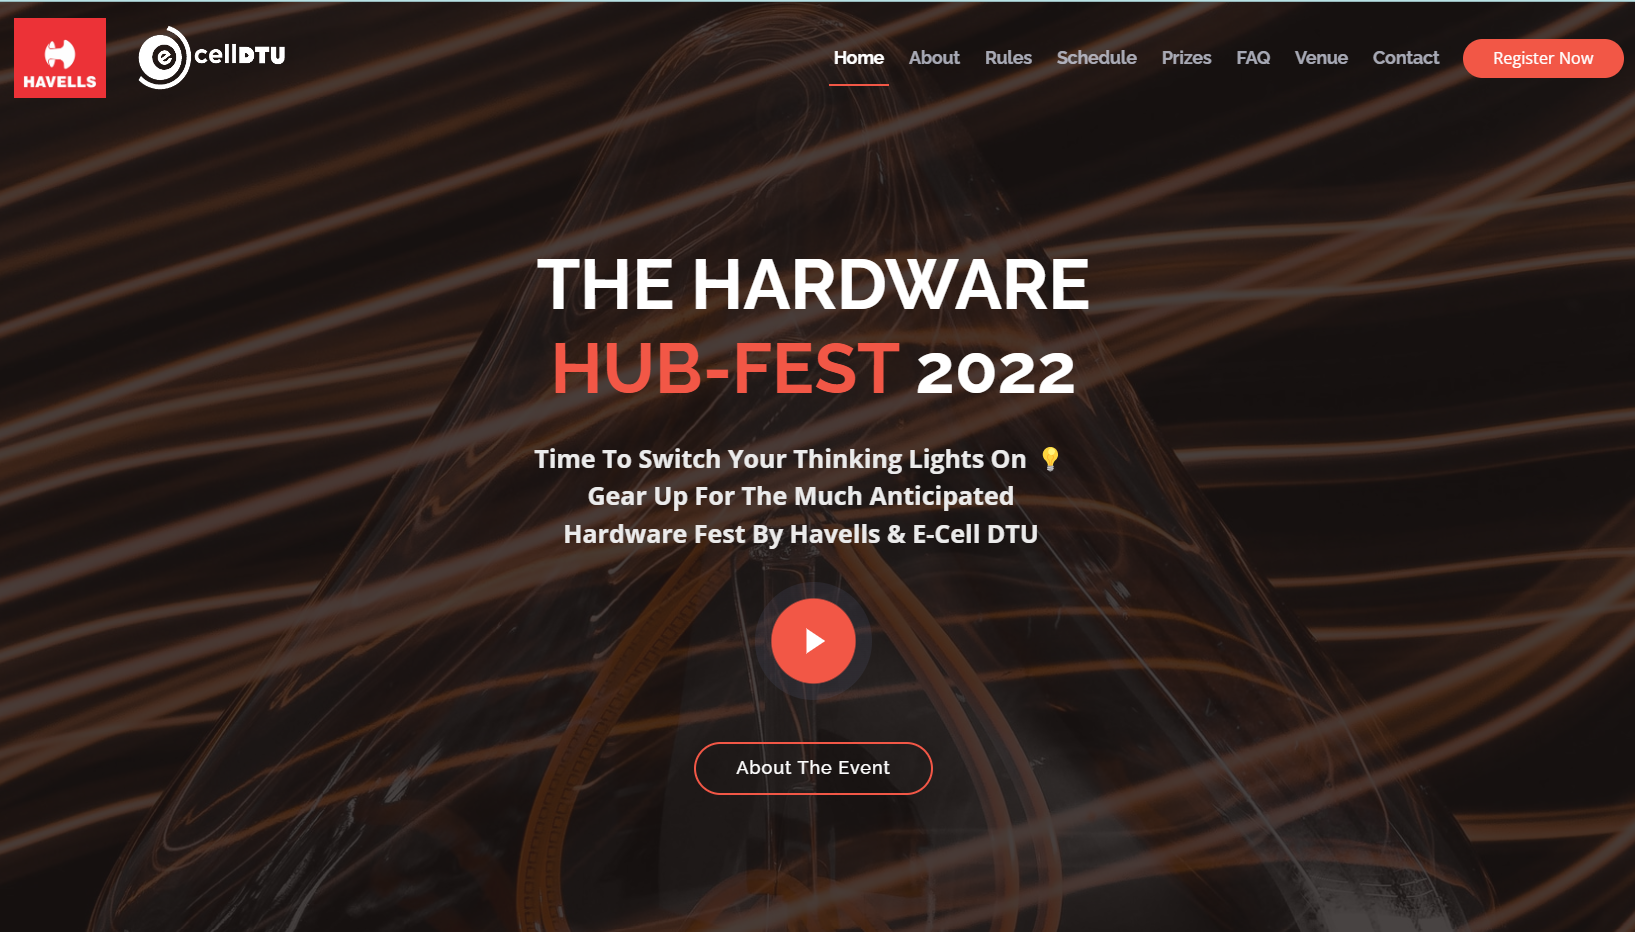 HAVELLS
e cellDTU
Home About Rules Schedule Prizes FAQ Venue Contact Register Now
THE HARDWARE
HUB-FEST 2022
Time To Switch Your Thinking Lights On 💡
Gear Up For The Much Anticipated
Hardware Fest By Havells & E-Cell DTU
About The Event